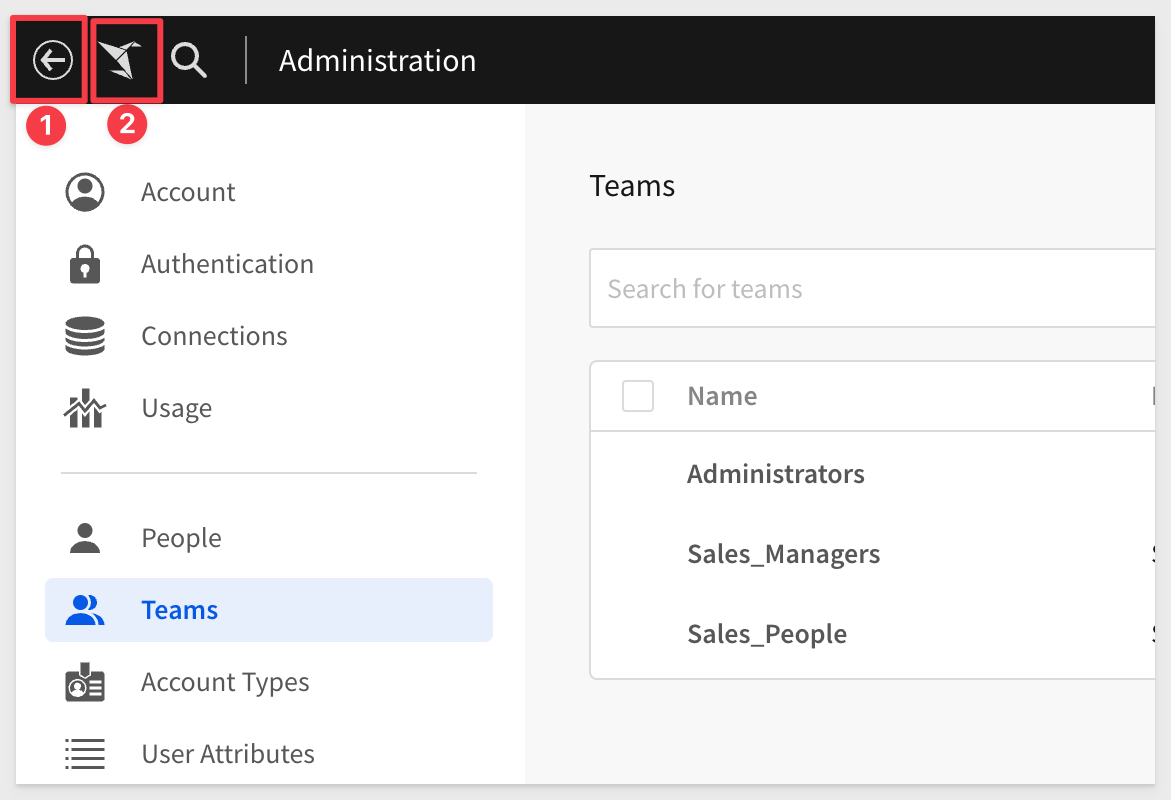 Administration
1
2
Account
Authentication
Connections
Usage
People
Teams
Account Types
User Attributes
Teams
Search for teams
Name
Administrators
Sales_Managers
Sales_People